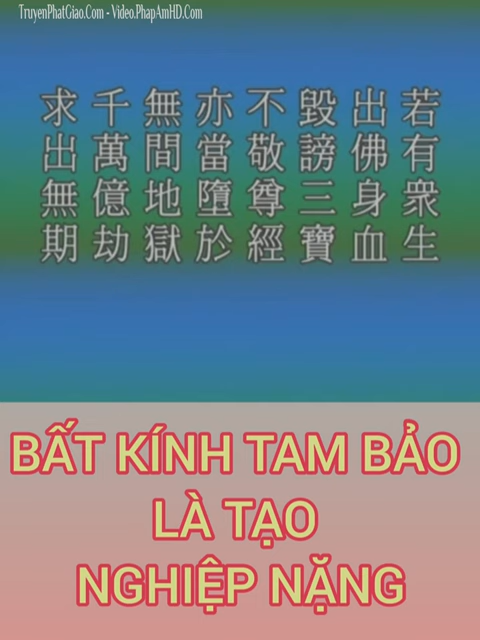 TruyenPhatGiao.Com - Video.PhapAmHD.Com
若有衆生
出佛身血
毀謗三寶
不敬尊經
亦當墮於
無間地獄
千萬億劫
求出無期
BẤT KÍNH TAM BẢO
LÀ TẠO
NGHIỆP NẶNG